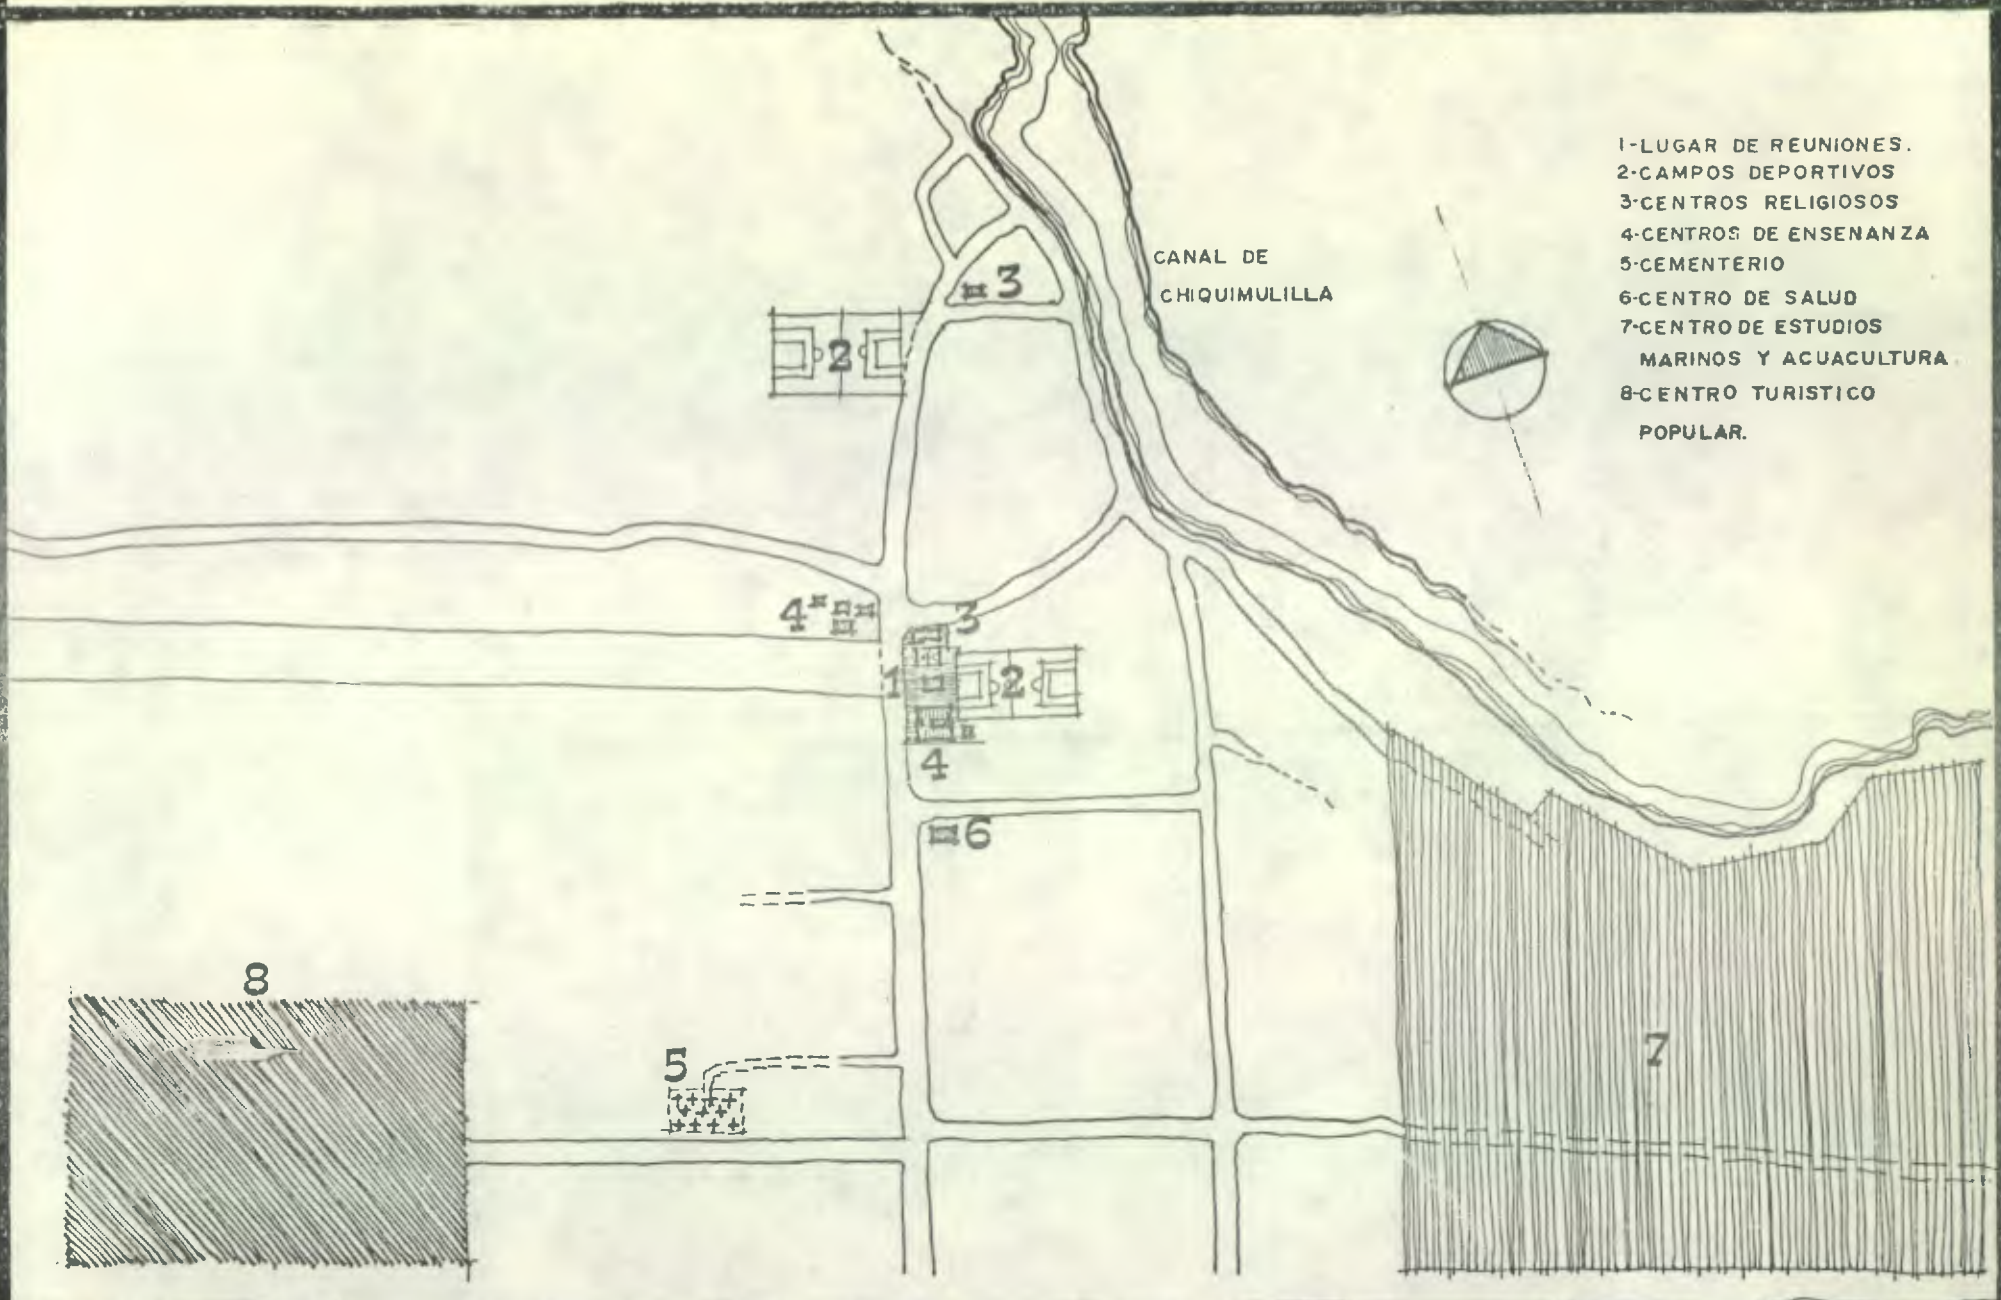 1-LUGAR DE REUNIONES.
2-CAMPOS DEPORTIVOS
3-CENTROS RELIGIOSOS
4-CENTROS DE ENSENANZA
5-CEMENTERIO
6-CENTRO DE SALUD
7-CENTRO DE ESTUDIOS
MARINOS Y ACUACULTURA.
8-CENTRO TURISTICO
POPULAR.
CANAL DE
CHIQUIMULILLA
3
2
4
3
1
2
4
6
8
5
7